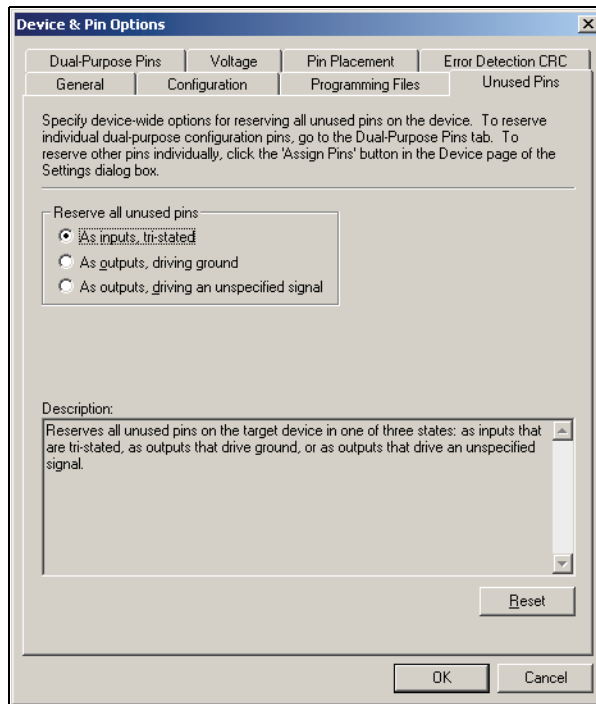 Device & Pin Options
Dual-Purpose Pins
Voltage
Pin Placement
Error Detection CRC
General
Configuration
Programming Files
Unused Pins
Specify device-wide options for reserving all unused pins on the device. To reserve
individual dual-purpose configuration pins, go to the Dual-Purpose Pins tab. To
reserve other pins individually, click the 'Assign Pins' button in the Device page of the
Settings dialog box.
Reserve all unused pins
As inputs, tri-stated
As outputs, driving ground
As outputs, driving an unspecified signal
Description:
Reserves all unused pins on the target device in one of three states: as inputs that
are tri-stated, as outputs that drive ground, or as outputs that drive an unspecified
signal.
Reset
OK
Cancel